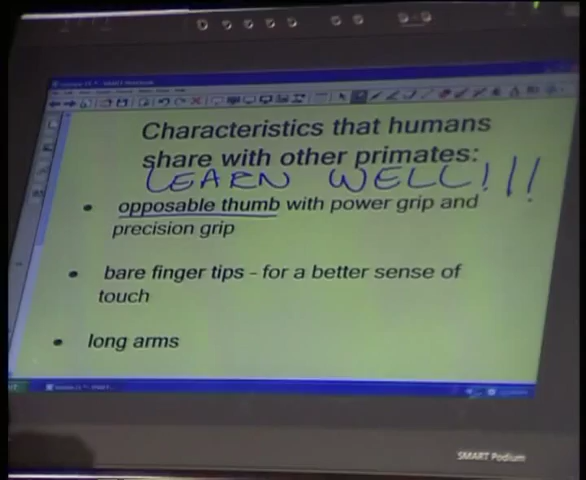 Characteristics that humans
share with other primates:
LEARN WELL!!!
• opposable thumb with power grip and
precision grip
• bare finger tips - for a better sense of
touch
• long arms
SMART Podium